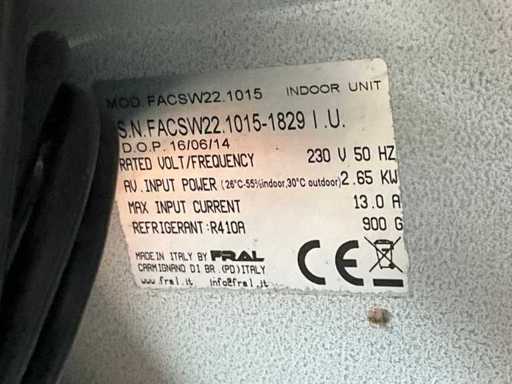 MOD. FACSW22.1015 INDOOR UNIT
S.N.FACSW22.1015-1829 I.U.
D.O.P. 16/06/14
RATED VOLT/FREQUENCY 230 V 50 HZ
AV.INPUT POWER (26°C-55%indoor,30°C outdoor) 2.65 KW
MAX INPUT CURRENT 13.0 A
REFRIGERANT:R410A 900 G
MADE IN ITALY BY FRAL
CARMIGNANO DI BR.(PD)ITALY
www.fral.it info@fral.it
CE